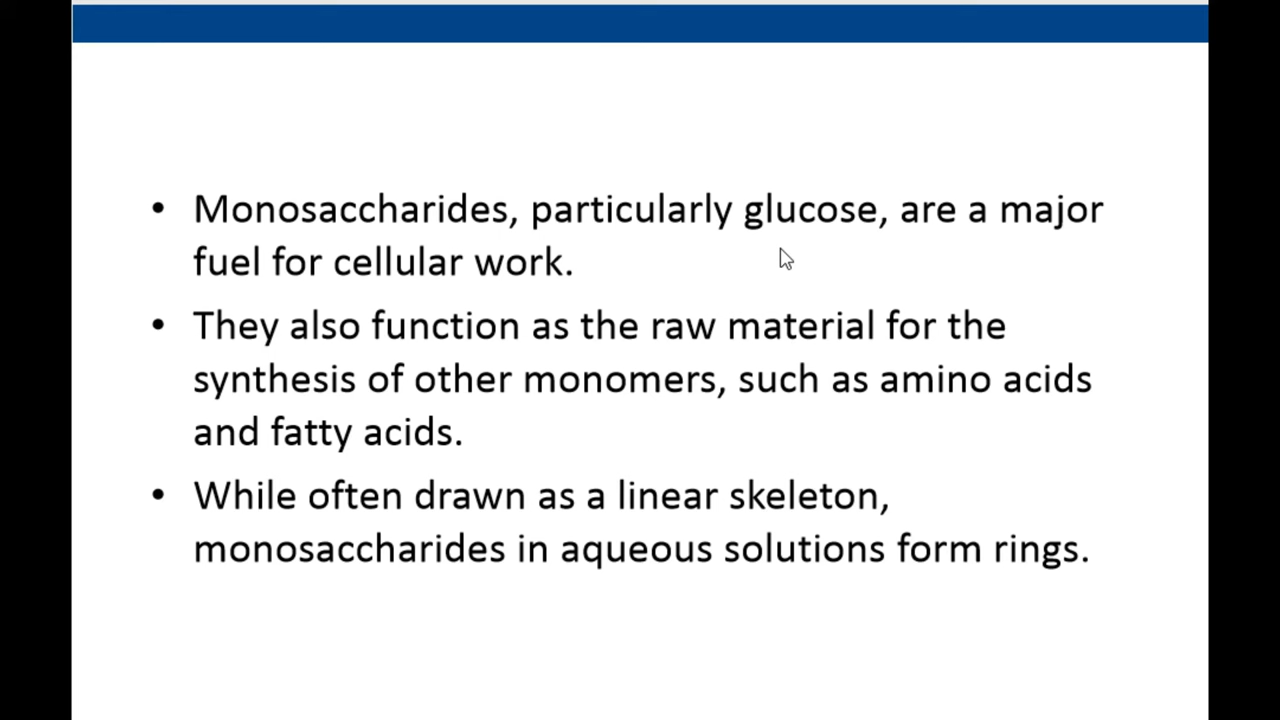 • Monosaccharides, particularly glucose, are a major
fuel for cellular work.
• They also function as the raw material for the
synthesis of other monomers, such as amino acids
and fatty acids.
• While often drawn as a linear skeleton,
monosaccharides in aqueous solutions form rings.